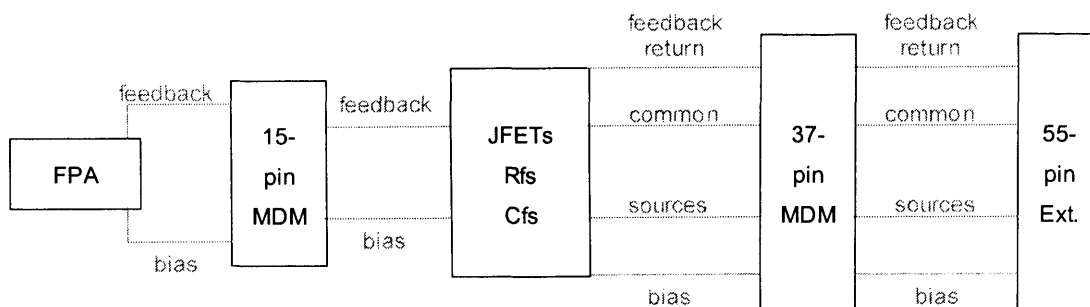 feedback
return
feedback
return
feedback
feedback
common
common
FPA
15-
pin
MDM
JFETs
Rfs
Cfs
37-
pin
MDM
55-
pin
Ext.
sources
sources
bias
bias
bias
bias